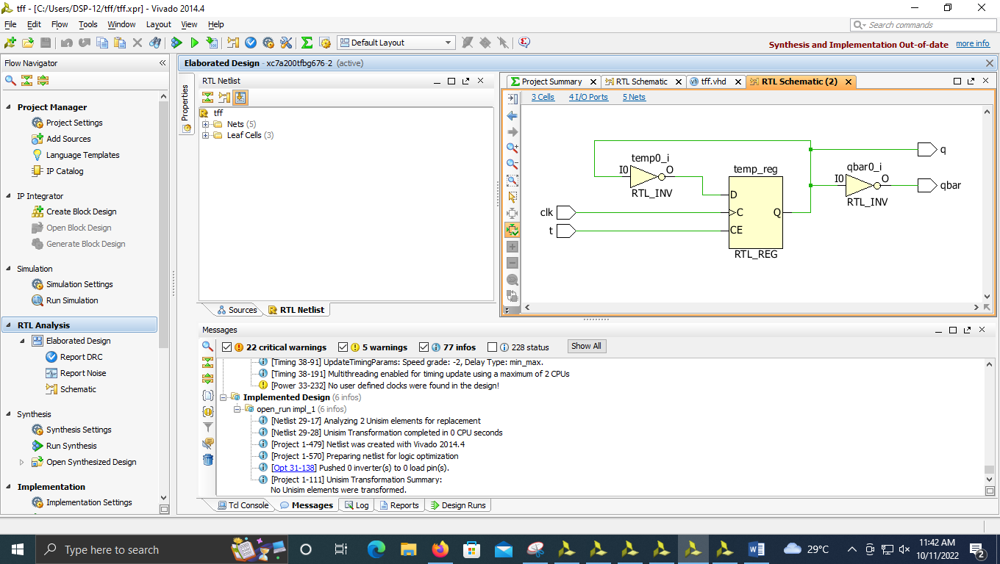 tff - [C:/Users/DSP-12/tff/tff.xpr] - Vivado 2014.4
File Edit Flow Tools Window Layout View Help
Search commands
Default Layout
Synthesis and Implementation Out-of-date more info
Flow Navigator
Project Manager
Project Settings
Add Sources
Language Templates
IP Catalog
IP Integrator
Create Block Design
Open Block Design
Generate Block Design
Simulation
Simulation Settings
Run Simulation
RTL Analysis
Elaborated Design
Report DRC
Report Noise
Schematic
Synthesis
Synthesis Settings
Run Synthesis
Open Synthesized Design
Implementation
Implementation Settings
Elaborated Design - xc7a200tfbg676-2 (active)
Properties
RTL Netlist
tff
Nets (5)
Leaf Cells (3)
Sources RTL Netlist
Project Summary RTL Schematic tff.vhd RTL Schematic (2)
3 Cells 4 I/O Ports 5 Nets
temp0_i
I0 O
RTL_INV
temp_reg
D
C Q
CE
RTL_REG
clk
t
qbar0_i
I0 O
RTL_INV
q
qbar
Messages
22 critical warnings 5 warnings 77 infos 228 status Show All
[Timing 38-91] UpdateTimingParams: Speed grade: -2, Delay Type: min_max.
[Timing 38-191] Multithreading enabled for timing update using a maximum of 2 CPUs
[Power 33-232] No user defined clocks were found in the design!
Implemented Design (6 infos)
open_run impl_1 (6 infos)
[Netlist 29-17] Analyzing 2 Unisim elements for replacement
[Netlist 29-28] Unisim Transformation completed in 0 CPU seconds
[Project 1-479] Netlist was created with Vivado 2014.4
[Project 1-570] Preparing netlist for logic optimization
[Opt 31-138] Pushed 0 inverter(s) to 0 load pin(s).
[Project 1-111] Unisim Transformation Summary:
No Unisim elements were transformed.
Tcl Console Messages Log Reports Design Runs
Type here to search
29°C
11:42 AM
10/11/2022
2